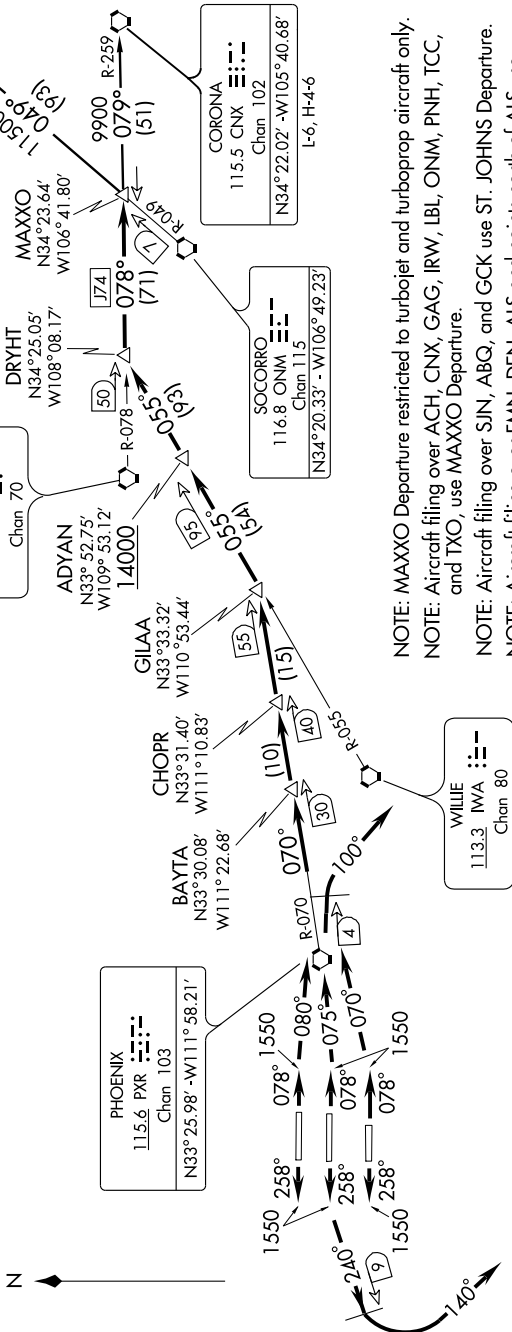 N
PHOENIX
115.6 PXR
Chan 103
N33°25.98' -W111°58.21'
1550
258°
078°
1550
080°
258°
078°
075°
1550
258°
078°
1550
070°
240°
9
140°
R-070
4
100°
070°
BAYTA
N33°30.08'
W111°22.68'
30
(10)
CHOPR
N33°31.40'
W111°10.83'
40
(15)
GILAA
N33°33.32'
W110°53.44'
55
R-055
WILLIE
113.3 IWA
Chan 80
055°
(54)
95
ADYAN
N33°52.75'
W109°53.12'
14000
055°
(93)
Chan 70
R-078
50
DRYHT
N34°25.05'
W108°08.17'
J74
078°
(71)
MAXXO
N34°23.64'
W106°41.80'
7
R-049
SOCORRO
116.8 ONM
Chan 115
N34°20.33' - W106°49.23'
11500
049°
(93)
9900
079°
(51)
R-259
CORONA
115.5 CNX
Chan 102
N34°22.02' -W105°40.68'
L-6, H-4-6
NOTE: MAXXO Departure restricted to turbojet and turboprop aircraft only.
NOTE: Aircraft filing over ACH, CNX, GAG, IRW, LBL, ONM, PNH, TCC,
and TXO, use MAXXO Departure.
NOTE: Aircraft filing over SJN, ABQ, and GCK use ST. JOHNS Departure.